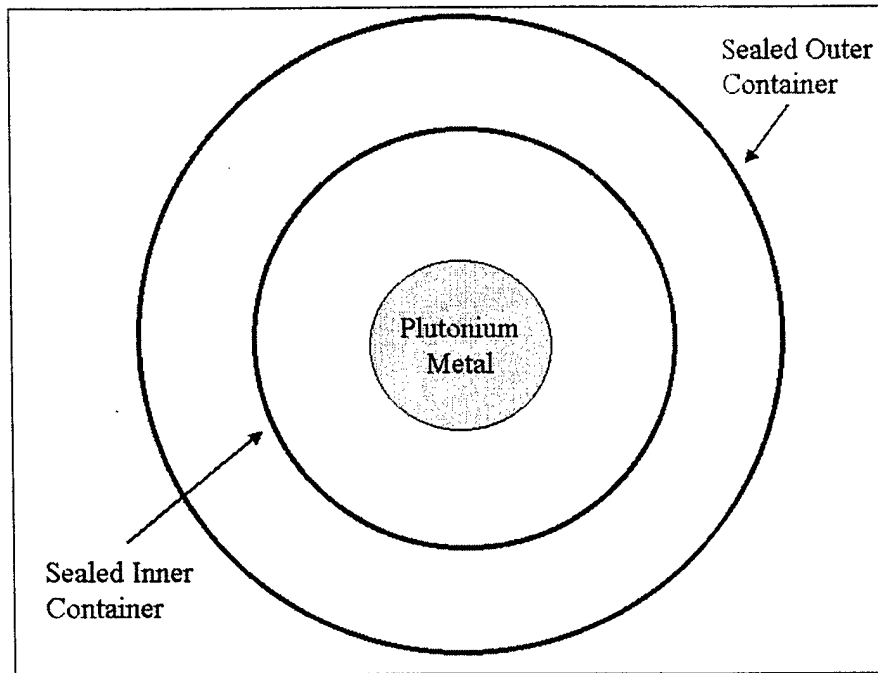 Sealed Outer
Container
Plutonium
Metal
Sealed Inner
Container